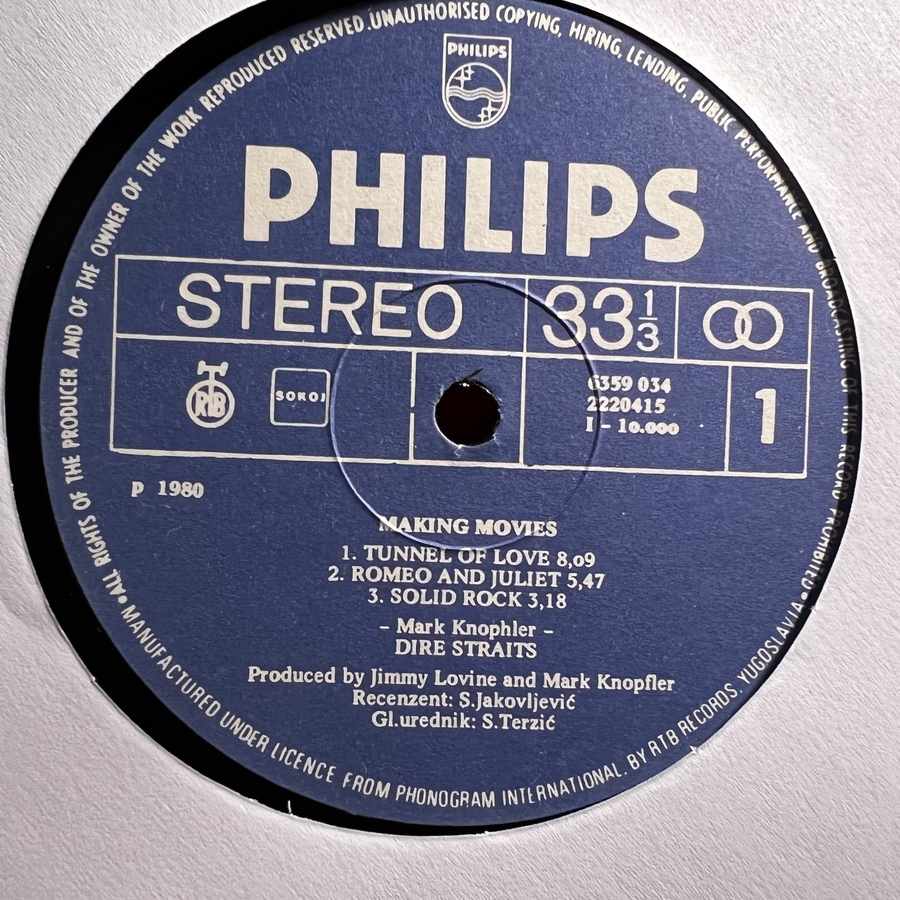 •ALL RIGHTS OF THE PRODUCER AND OF THE OWNER OF THE WORK REPRODUCED RESERVED.UNAUTHORISED COPYING, HIRING, LENDING, PUBLIC PERFORMANCE AND BROADCASTING OF THIS RECORD PROHIBITED•
PHILIPS
PHILIPS
STEREO
33 1/3
RTB
SOKOJ
6359 034
2220415
I - 10.000
1
p 1980
MAKING MOVIES
1. TUNNEL OF LOVE 8,09
2. ROMEO AND JULIET 5,47
3. SOLID ROCK 3,18
- Mark Knophler -
DIRE STRAITS
Produced by Jimmy Lovine and Mark Knopfler
Recenzent: S.Jakovljević
Gl.urednik: S.Terzić
MANUFACTURED UNDER LICENCE FROM PHONOGRAM INTERNATIONAL. BY RTB RECORDS, YUGOSLAVIA